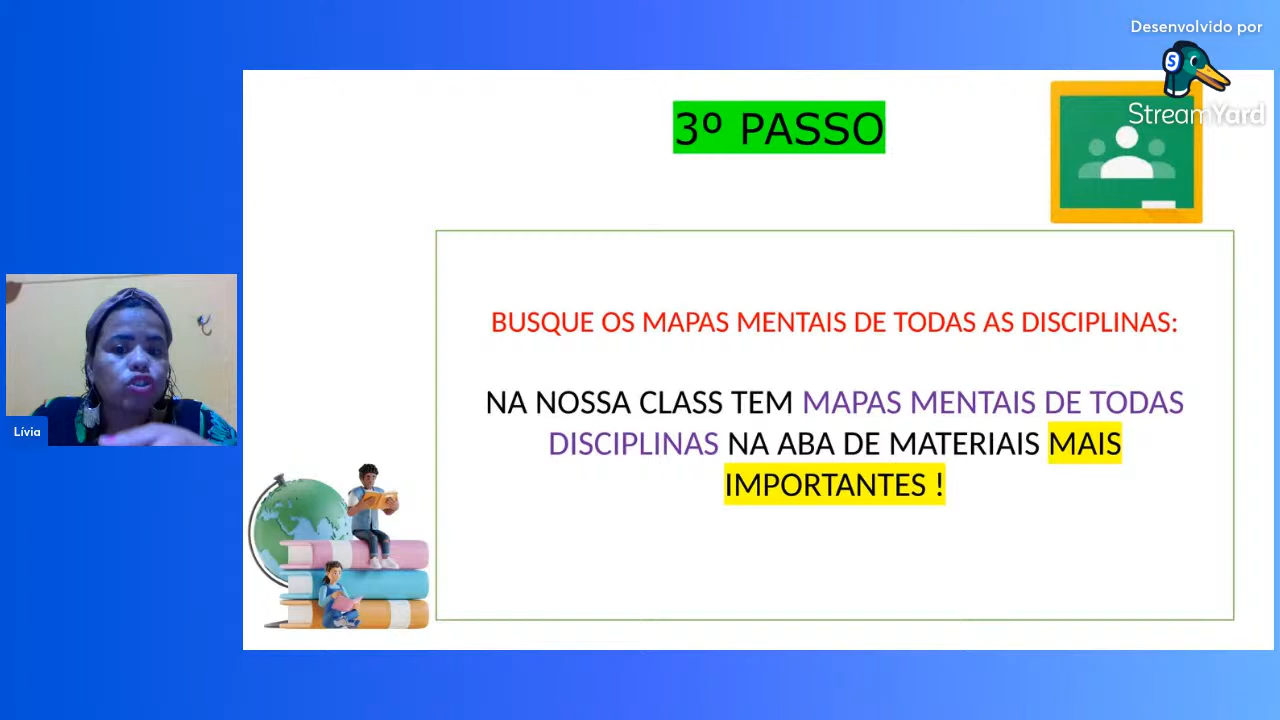 Desenvolvido por
StreamYard
3º PASSO
BUSQUE OS MAPAS MENTAIS DE TODAS AS DISCIPLINAS:
NA NOSSA CLASS TEM MAPAS MENTAIS DE TODAS
DISCIPLINAS NA ABA DE MATERIAIS MAIS
IMPORTANTES !
Lívia